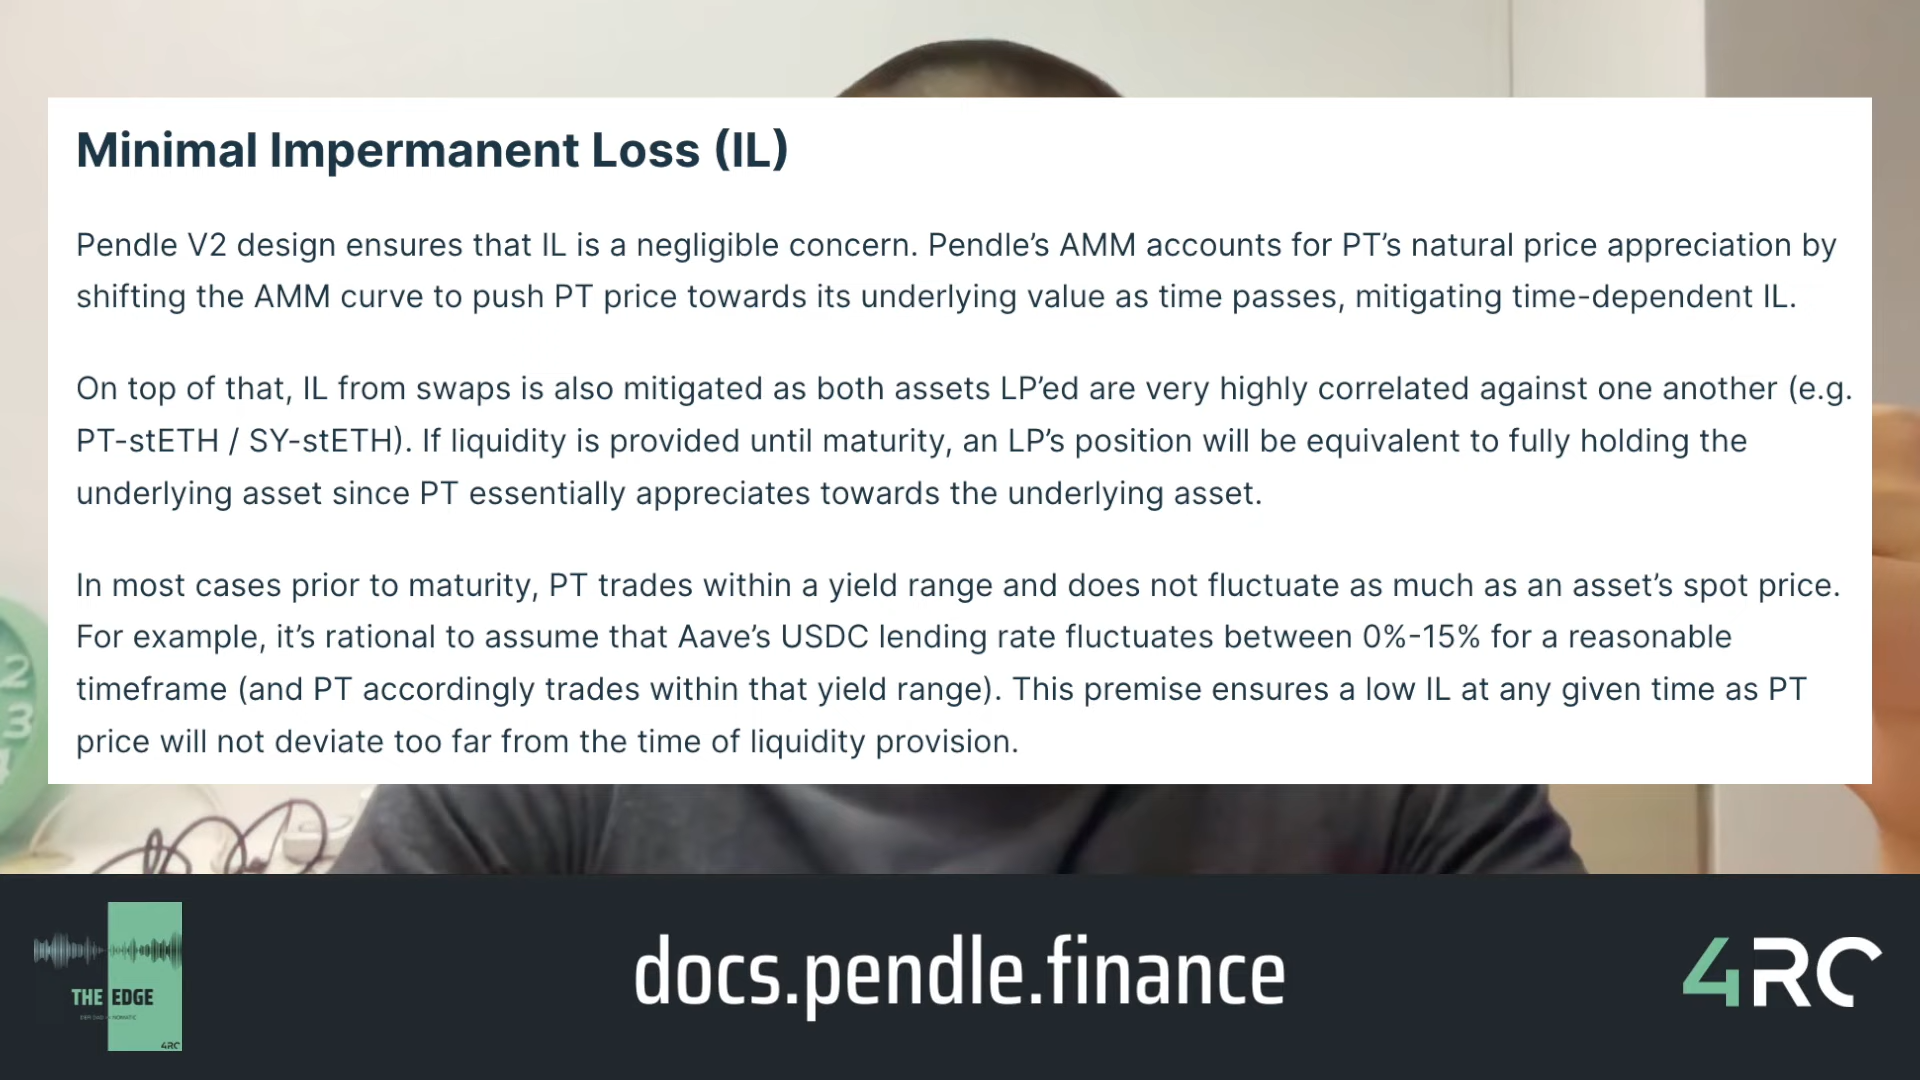 Minimal Impermanent Loss (IL)
Pendle V2 design ensures that IL is a negligible concern. Pendle’s AMM accounts for PT’s natural price appreciation by
shifting the AMM curve to push PT price towards its underlying value as time passes, mitigating time-dependent IL.
On top of that, IL from swaps is also mitigated as both assets LP’ed are very highly correlated against one another (e.g.
PT-stETH / SY-stETH). If liquidity is provided until maturity, an LP’s position will be equivalent to fully holding the
underlying asset since PT essentially appreciates towards the underlying asset.
In most cases prior to maturity, PT trades within a yield range and does not fluctuate as much as an asset’s spot price.
For example, it’s rational to assume that Aave’s USDC lending rate fluctuates between 0%-15% for a reasonable
timeframe (and PT accordingly trades within that yield range). This premise ensures a low IL at any given time as PT
price will not deviate too far from the time of liquidity provision.
2
3
4
THE EDGE
4RC
docs.pendle.finance
4RC